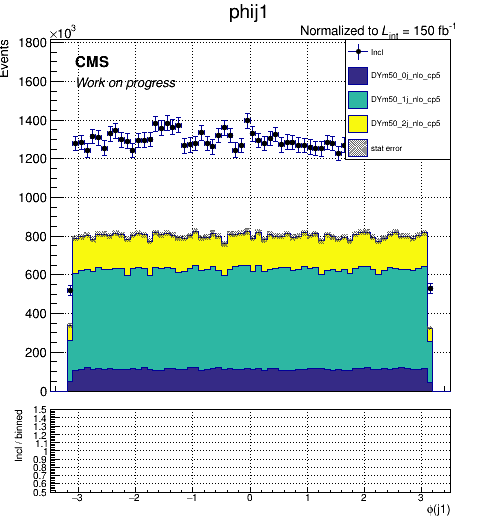 phij1
×10³
Normalized to L_int = 150 fb⁻¹
Events
CMS
Work on progress
Incl
DYm50_0j_nlo_cp5
DYm50_1j_nlo_cp5
DYm50_2j_nlo_cp5
stat error
1800
1600
1400
1200
1000
800
600
400
200
0
Incl / binned
1.5
1.4
1.3
1.2
1.1
1
0.9
0.8
0.7
0.6
0.5
−3 −2 −1 0 1 2 3
ϕ(j1)